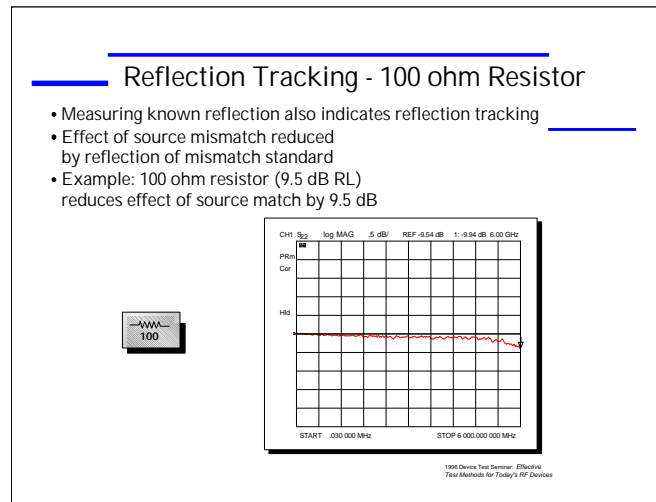 Reflection Tracking - 100 ohm Resistor
• Measuring known reflection also indicates reflection tracking
• Effect of source mismatch reduced
by reflection of mismatch standard
• Example: 100 ohm resistor (9.5 dB RL)
reduces effect of source match by 9.5 dB
CH1 S22 log MAG .5 dB/ REF -9.54 dB 1: -9.94 dB 6.00 GHz
PRm
Cor
Hld
100
1
START .030 000 MHz STOP 6 000.000 000 MHz
1996 Device Test Seminar: Effective
Test Methods for Today's RF Devices